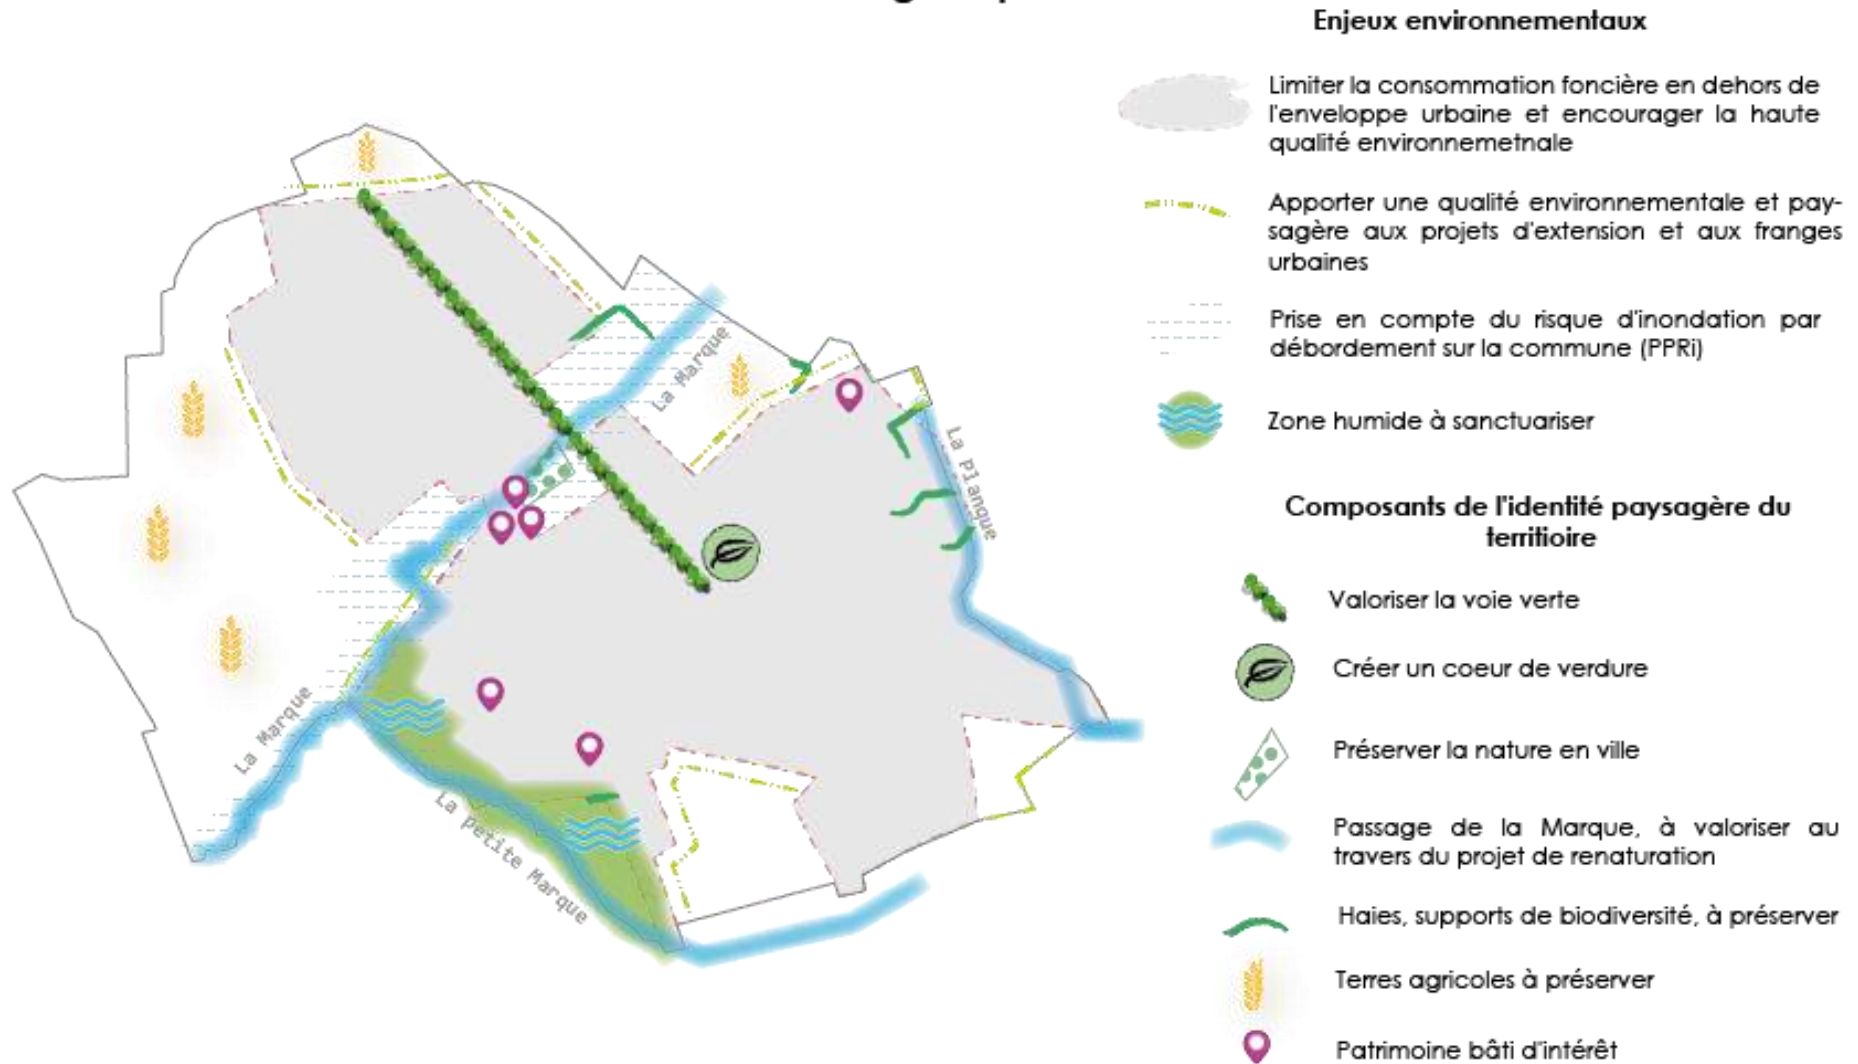 Enjeux environnementaux
Limiter la consommation foncière en dehors de
l'enveloppe urbaine et encourager la haute
qualité environnemetnale
Apporter une qualité environnementale et pay-
sagère aux projets d'extension et aux franges
urbaines
Prise en compte du risque d'inondation par
débordement sur la commune (PPRi)
Zone humide à sanctuariser
Composants de l'identité paysagère du
territioire
Valoriser la voie verte
Créer un coeur de verdure
Préserver la nature en ville
Passage de la Marque, à valoriser au
travers du projet de renaturation
Haies, supports de biodiversité, à préserver
Terres agricoles à préserver
Patrimoine bâti d'intérêt
La Marque
La Planque
La Marque
La petite Marque